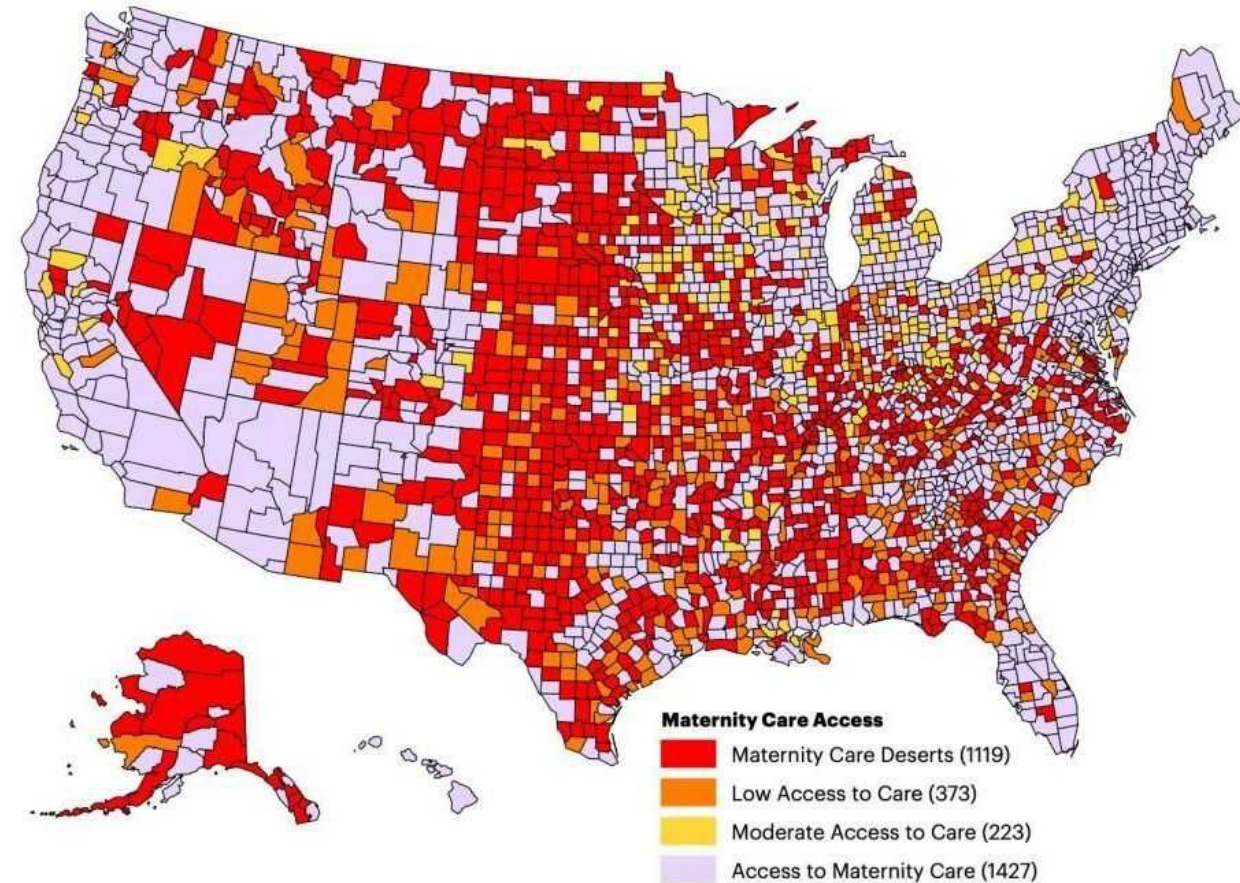 Maternity Care Access
Maternity Care Deserts (1119)
Low Access to Care (373)
Moderate Access to Care (223)
Access to Maternity Care (1427)